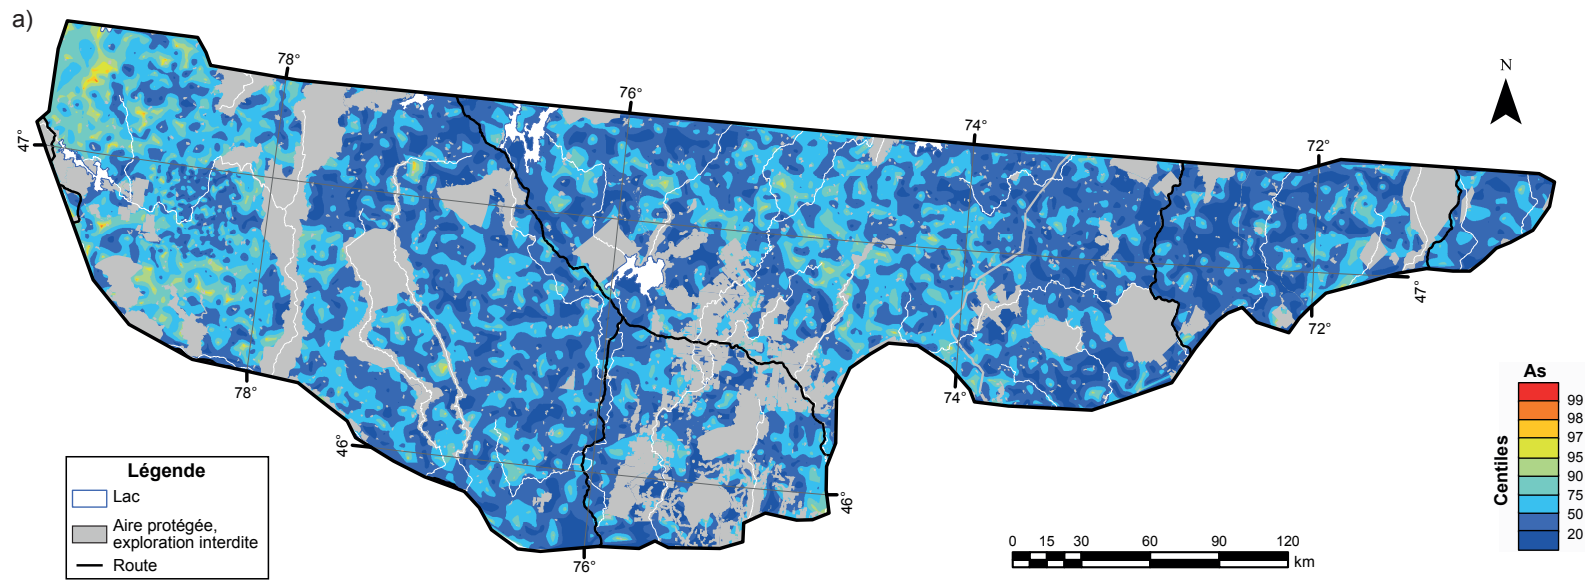 a)
78°
76°
74°
72°
N
47°
47°
72°
74°
78°
46°
46°
76°
Légende
Lac
Aire protégée,
exploration interdite
Route
0 15 30 60 90 120
km
As
Centiles
99
98
97
95
90
75
50
20